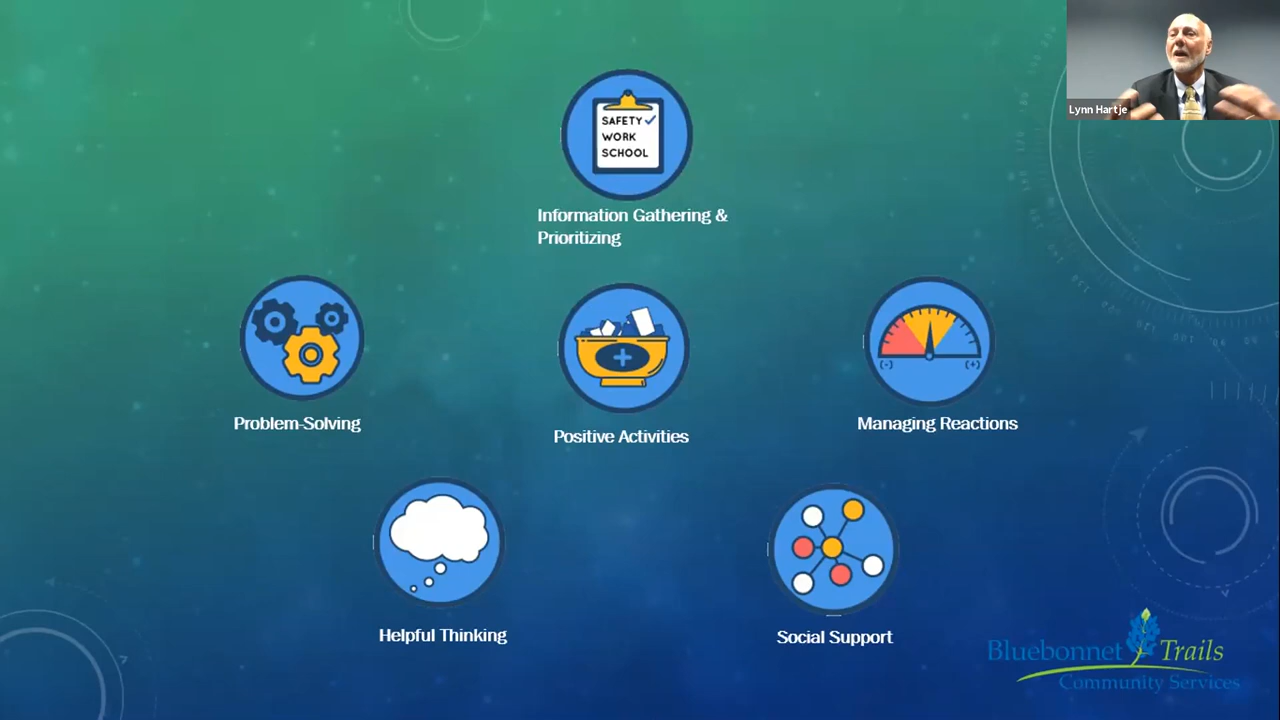 Lynn Hartje
SAFETY
WORK
SCHOOL
Information Gathering &
Prioritizing
Problem-Solving
Positive Activities
(-)
(+)
Managing Reactions
Helpful Thinking
Social Support
Bluebonnet Trails
Community Services